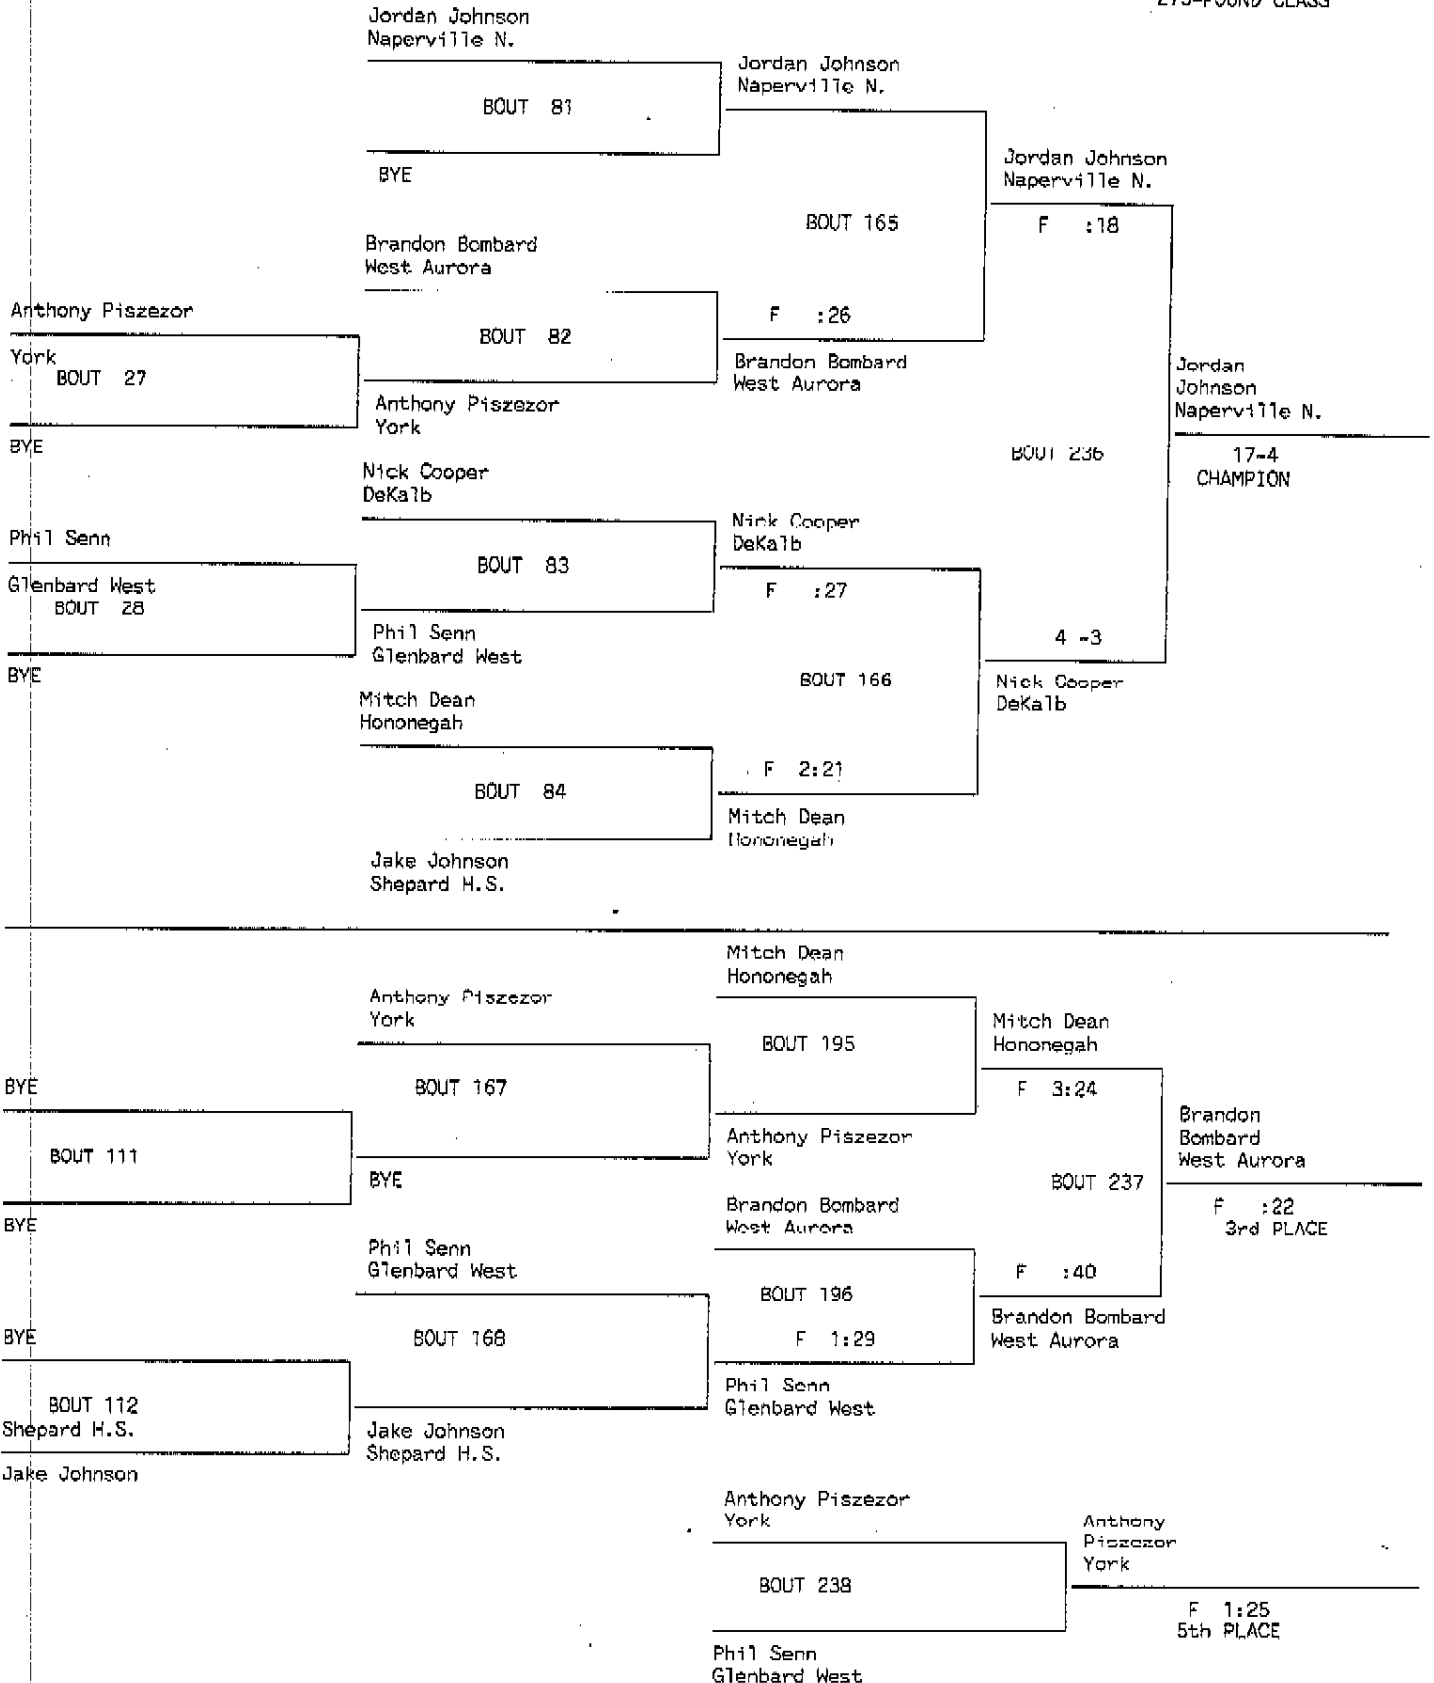 275-POUND CLASS
Jordan Johnson
Naperville N.
Jordan Johnson
Naperville N.
BOUT 81
BYE
Jordan Johnson
Naperville N.
F :18
BOUT 165
Brandon Bombard
West Aurora
Anthony Piszezor
York
BOUT 27
BYE
BOUT 82
F :26
Brandon Bombard
West Aurora
Anthony Piszezor
York
Jordan
Johnson
Naperville N.
17-4
CHAMPION
BOUT 236
Nick Cooper
DeKalb
Phil Senn
Glenbard West
BOUT 28
BYE
BOUT 83
Nick Cooper
DeKalb
F :27
Phil Senn
Glenbard West
4 -3
Nick Cooper
DeKalb
BOUT 166
Mitch Dean
Hononegah
BOUT 84
F 2:21
Mitch Dean
Hononegah
Jake Johnson
Shepard H.S.
Mitch Dean
Hononegah
Anthony Piszezor
York
BOUT 195
Mitch Dean
Hononegah
F 3:24
BYE
BOUT 111
BYE
BOUT 167
BYE
Anthony Piszezor
York
Brandon
Bombard
West Aurora
F :22
3rd PLACE
BOUT 237
Brandon Bombard
West Aurora
Phil Senn
Glenbard West
BOUT 196
F 1:29
F :40
Brandon Bombard
West Aurora
BYE
BOUT 112
Shepard H.S.
Jake Johnson
BOUT 168
Phil Senn
Glenbard West
Jake Johnson
Shepard H.S.
Anthony Piszezor
York
BOUT 238
Phil Senn
Glenbard West
Anthony
Piszezor
York
F 1:25
5th PLACE